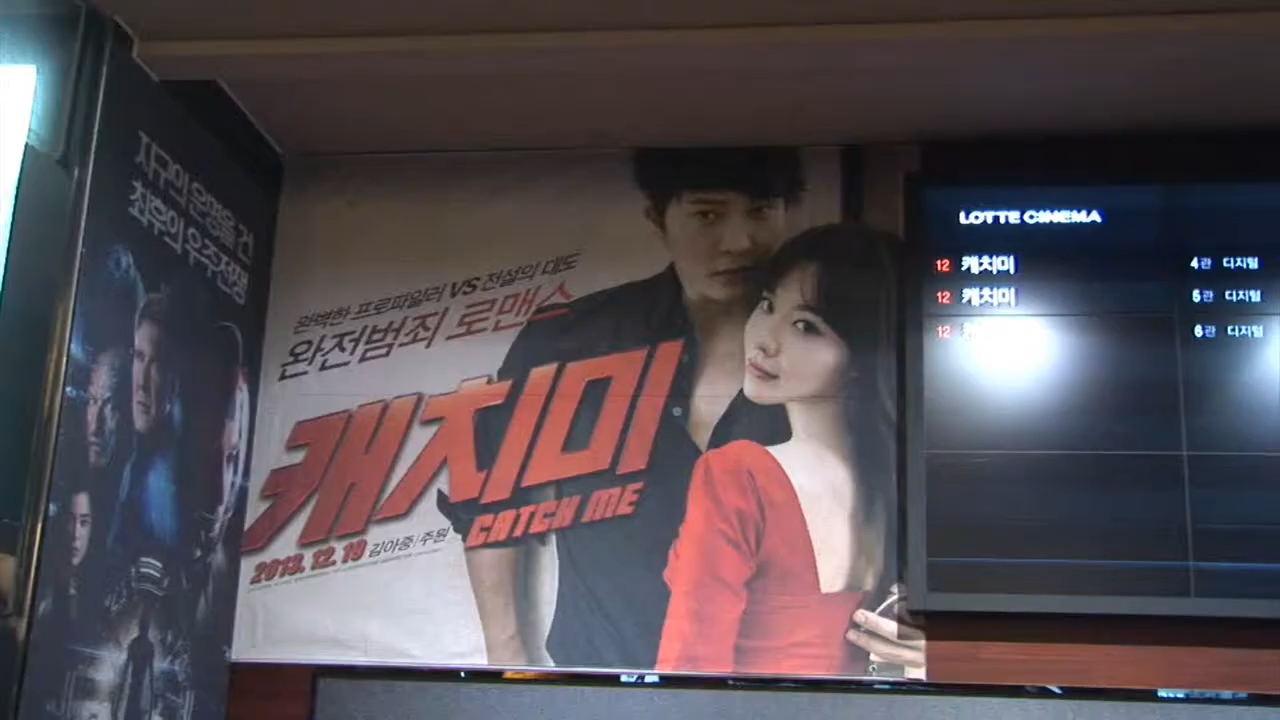 지구의 운명을 건
최후의 우주전쟁
완벽한 프로파일러 VS 전설의 대도
완전범죄 로맨스
캐치미
CATCH ME
2013. 12. 19 김아중/주원
LOTTE CINEMA
12 캐치미 4관 디지털
12 캐치미 5관 디지털
12 6관 디지털